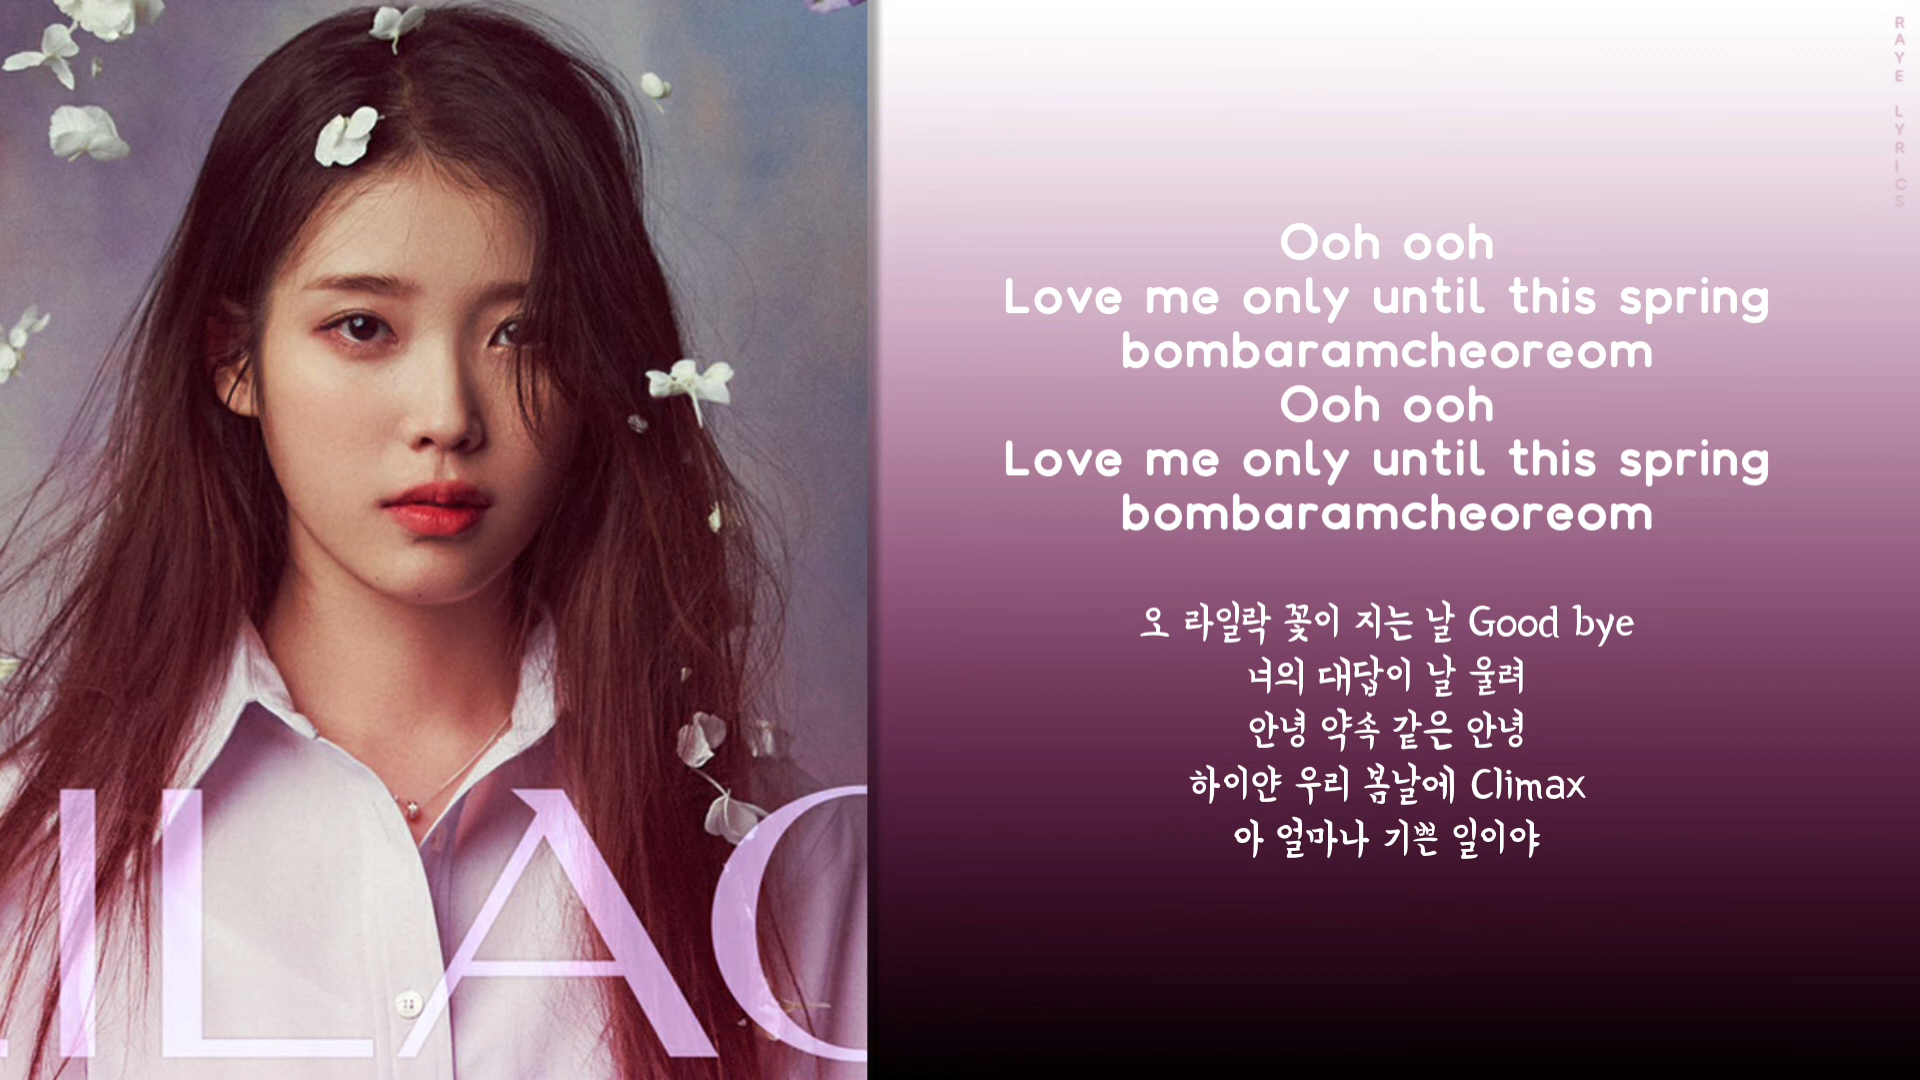 LILAC
RAYE LYRICS
Ooh ooh
Love me only until this spring
bombaramcheoreom
Ooh ooh
Love me only until this spring
bombaramcheoreom
오 라일락 꽃이 지는 날 Good bye
너의 대답이 날 울려
안녕 약속 같은 안녕
하이얀 우리 봄날에 Climax
아 얼마나 기쁜 일이야